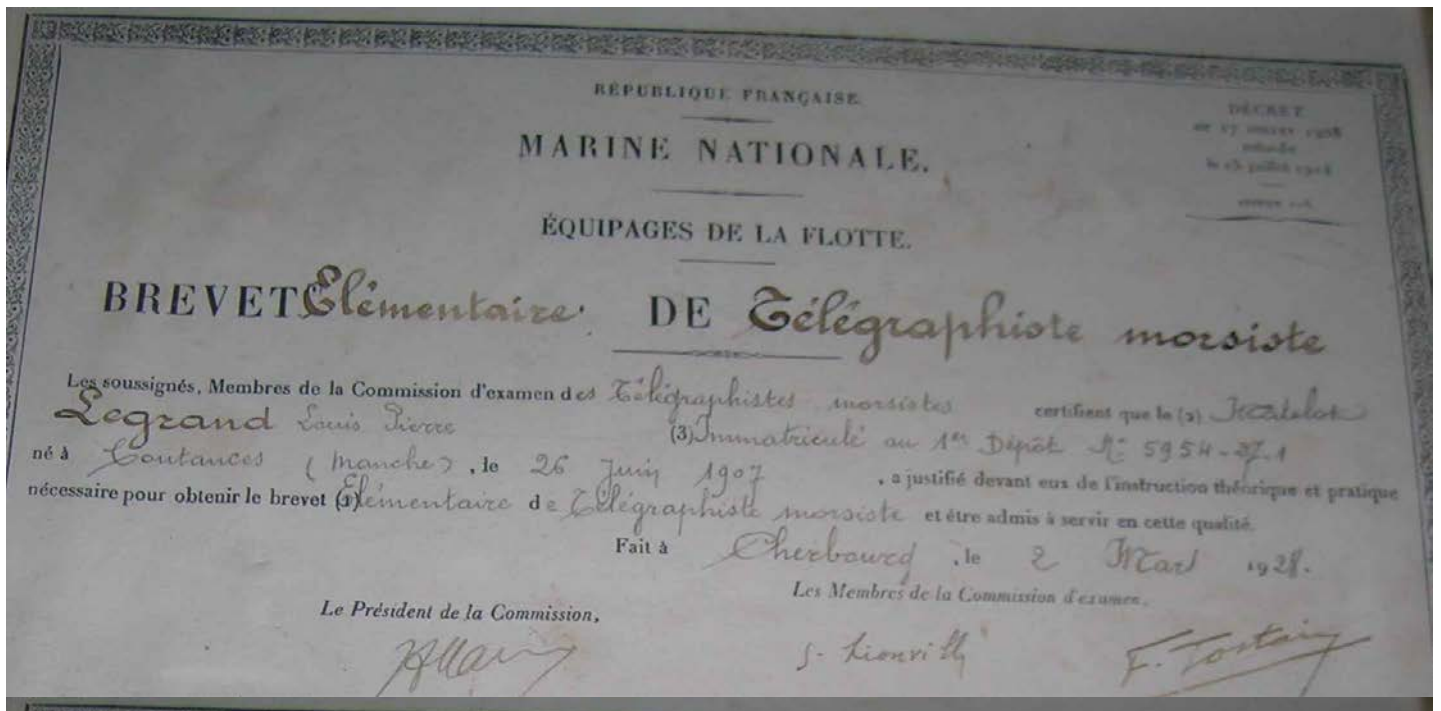 RÉPUBLIQUE FRANÇAISE.
DÉCRET
MARINE NATIONALE.
ÉQUIPAGES DE LA FLOTTE.
BREVET Élémentaire DE Télégraphiste morsiste
Les soussignés, Membres de la Commission d'examen des Télégraphistes morsistes certifient que le (2) Matelot
Legrand Louis Pierre (3) Immatriculé au 1er Dépôt N° 5954-27.1
né à Coutances (Manche), le 26 Juin 1907, a justifié devant eux de l'instruction théorique et pratique
nécessaire pour obtenir le brevet (1) Élémentaire de Télégraphiste morsiste et être admis à servir en cette qualité.
Fait à Cherbourg, le 2 Mars 1928.
Le Président de la Commission,
Les Membres de la Commission d'examen.
F. Tostain